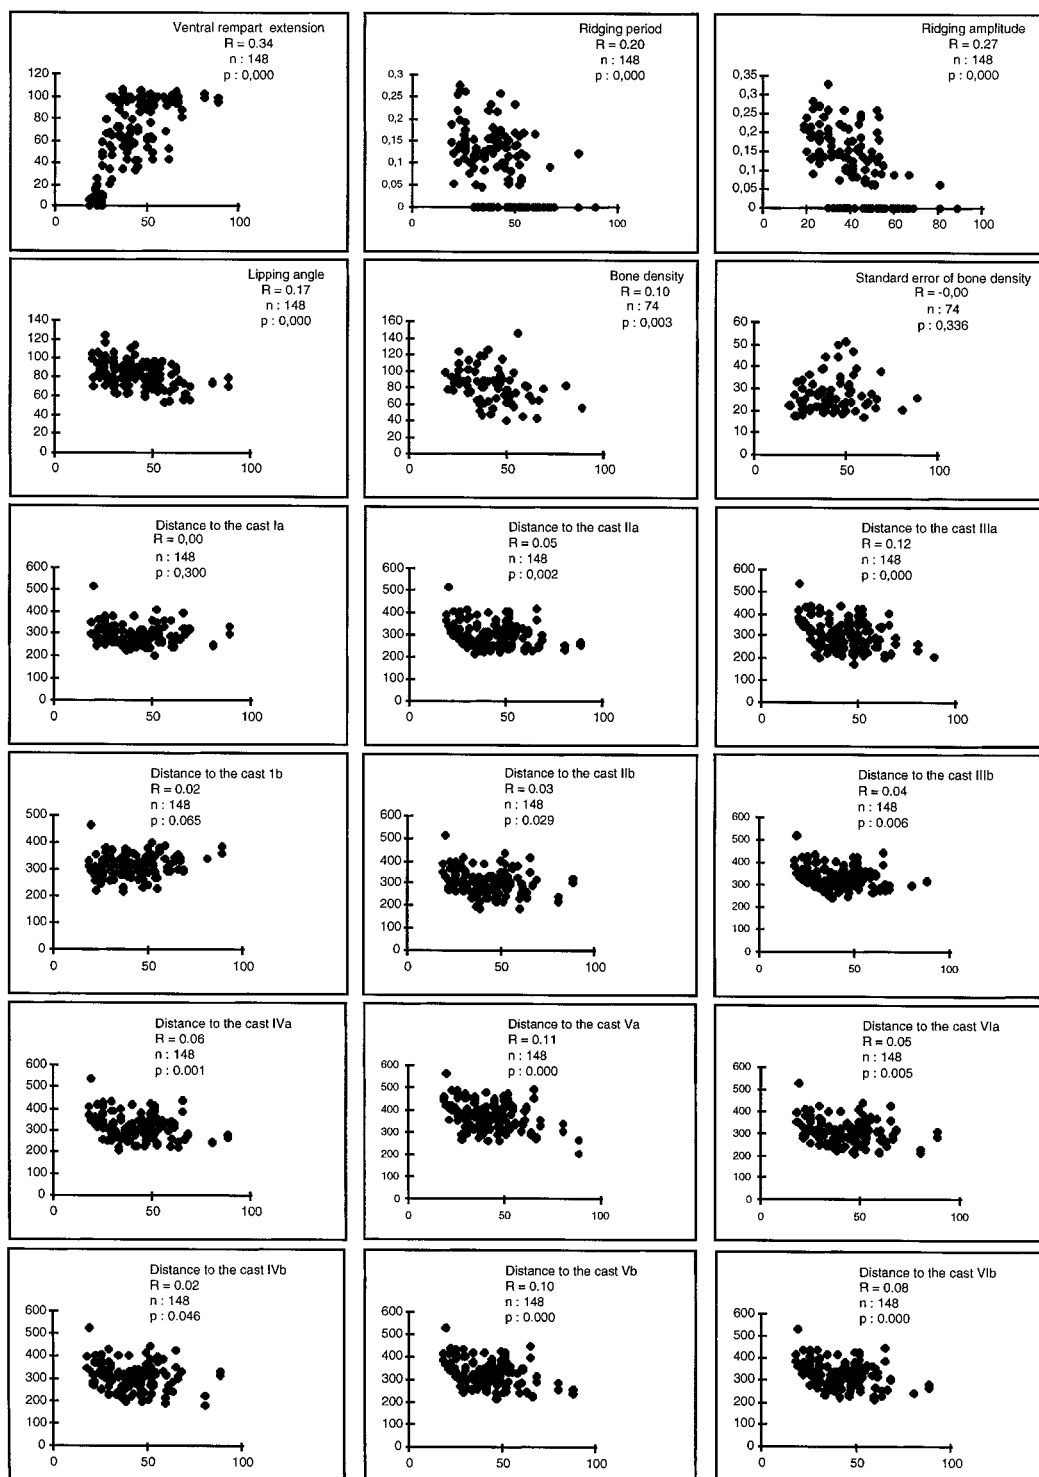 Ventral rempart extension
R = 0.34
n : 148
p : 0,000
120
100
80
60
40
20
0
0
50
100
Ridging period
R = 0.20
n : 148
p : 0,000
0,3
0,25
0,2
0,15
0,1
0,05
0
0
50
100
Ridging amplitude
R = 0.27
n : 148
p : 0,000
0,35
0,3
0,25
0,2
0,15
0,1
0,05
0
0 20 40 60 80 100
Lipping angle
R = 0.17
n : 148
p : 0,000
140
120
100
80
60
40
20
0
0
50
100
Bone density
R = 0.10
n : 74
p : 0,003
160
140
120
100
80
60
40
20
0
0
50
100
Standard error of bone density
R = -0,00
n : 74
p : 0,336
60
50
40
30
20
10
0
0
50
100
Distance to the cast Ia
R = 0,00
n : 148
p : 0,300
600
500
400
300
200
100
0
0
50
100
Distance to the cast IIa
R = 0.05
n : 148
p : 0,002
600
500
400
300
200
100
0
0
50
100
Distance to the cast IIIa
R = 0.12
n : 148
p : 0,000
600
500
400
300
200
100
0
0
50
100
Distance to the cast 1b
R = 0.02
n : 148
p : 0.065
500
400
300
200
100
0
0
50
100
Distance to the cast IIb
R = 0.03
n : 148
p : 0.029
600
500
400
300
200
100
0
0
50
100
Distance to the cast IIIb
R = 0.04
n : 148
p : 0.006
600
500
400
300
200
100
0
0
50
100
Distance to the cast IVa
R = 0.06
n : 148
p : 0.001
600
500
400
300
200
100
0
0
50
100
Distance to the cast Va
R = 0.11
n : 148
p : 0.000
600
500
400
300
200
100
0
0
50
100
Distance to the cast VIa
R = 0.05
n : 148
p : 0.005
600
500
400
300
200
100
0
0
50
100
Distance to the cast IVb
R = 0.02
n : 148
p : 0.046
600
500
400
300
200
100
0
0
50
100
Distance to the cast Vb
R = 0.10
n : 148
p : 0.000
600
500
400
300
200
100
0
0
50
100
Distance to the cast VIb
R = 0.08
n : 148
p : 0.000
600
500
400
300
200
100
0
0
50
100